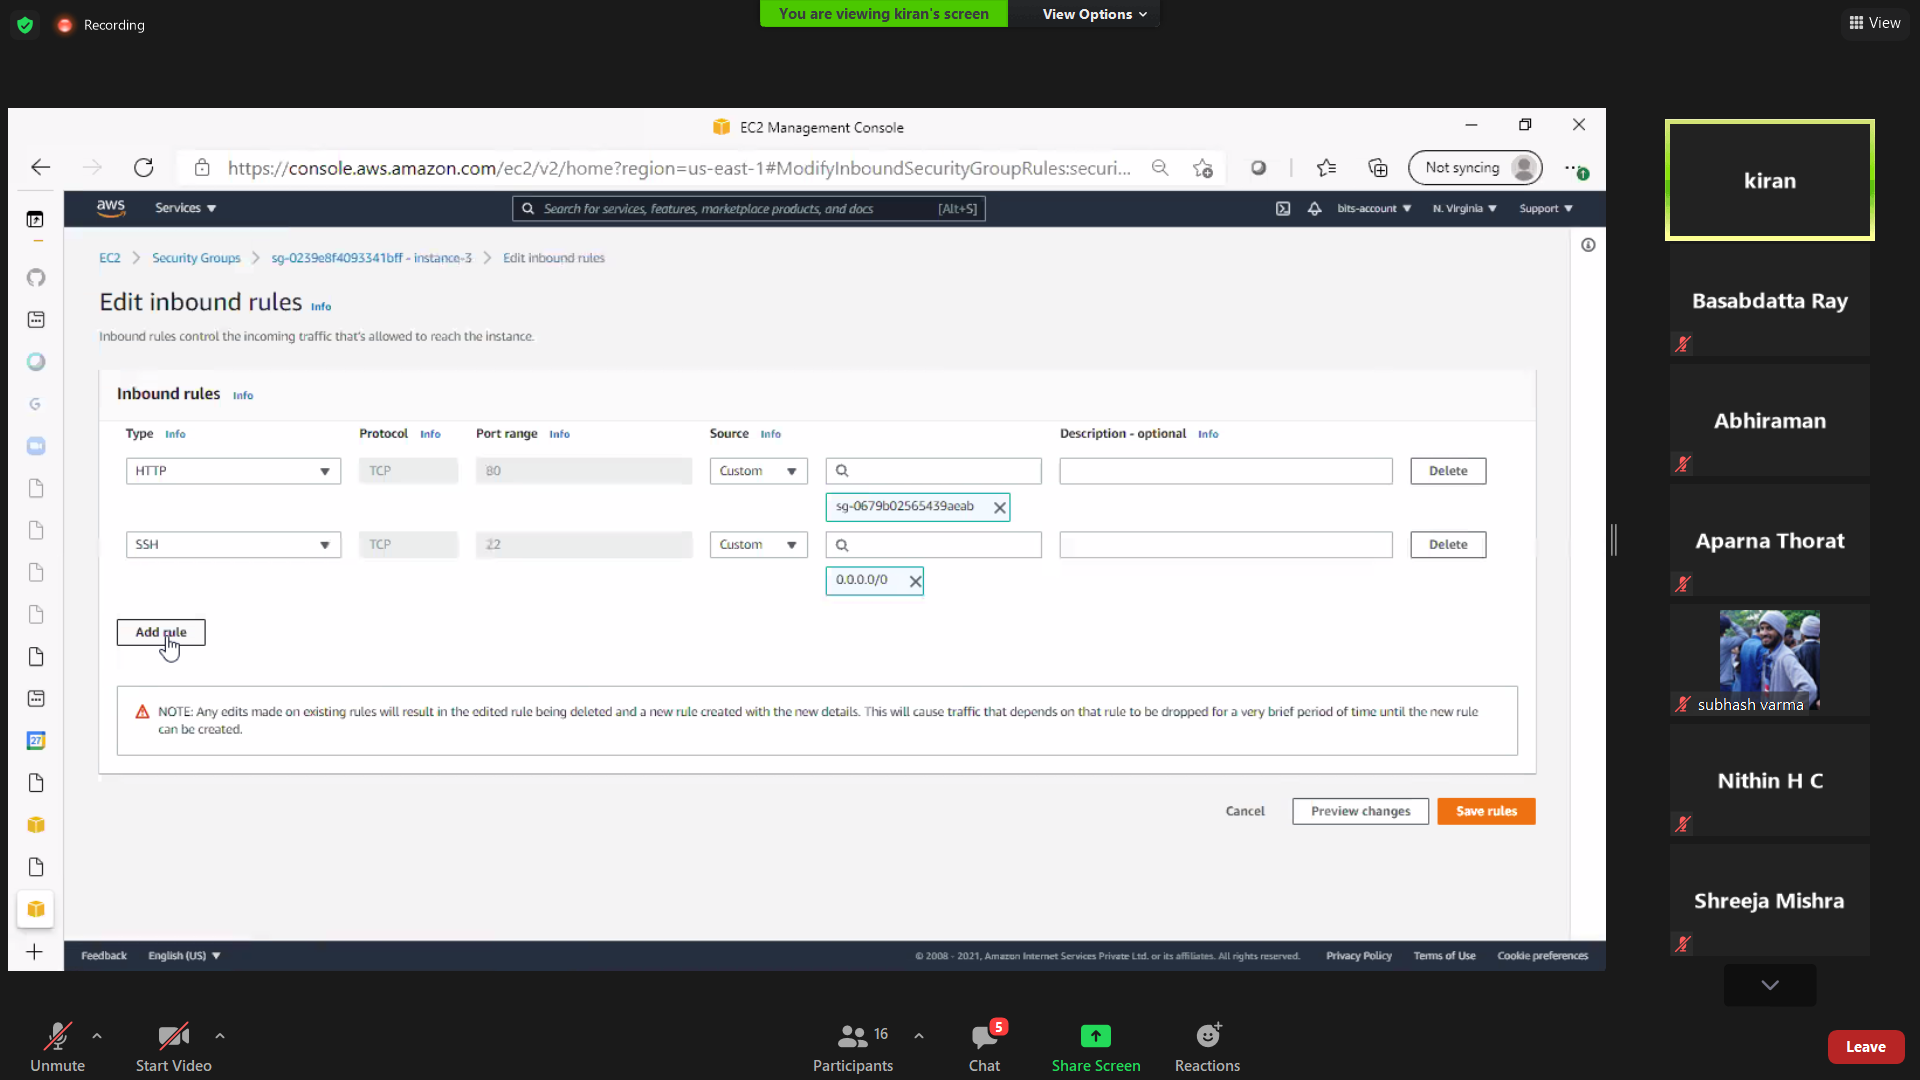 Recording
You are viewing kiran's screen
View Options
View
EC2 Management Console
https://console.aws.amazon.com/ec2/v2/home?region=us-east-1#ModifyInboundSecurityGroupRules:securi...
Not syncing
aws
Services
Search for services, features, marketplace products, and docs
[Alt+S]
bits-account
N. Virginia
Support
EC2
Security Groups
sg-0239e8f4093341bff - instance-3
Edit inbound rules
Edit inbound rules Info
Inbound rules control the incoming traffic that's allowed to reach the instance.
Inbound rules Info
Type Info
Protocol Info
Port range Info
Source Info
Description - optional Info
HTTP
TCP
80
Custom
Delete
sg-0679b02565439aeab
SSH
TCP
22
Custom
Delete
0.0.0.0/0
Add rule
NOTE: Any edits made on existing rules will result in the edited rule being deleted and a new rule created with the new details. This will cause traffic that depends on that rule to be dropped for a very brief period of time until the new rule
can be created.
Cancel
Preview changes
Save rules
27
Feedback
English (US)
© 2008 - 2021, Amazon Internet Services Private Ltd. or its affiliates. All rights reserved.
Privacy Policy
Terms of Use
Cookie preferences
kiran
Basabdatta Ray
Abhiraman
Aparna Thorat
subhash varma
Nithin H C
Shreeja Mishra
Unmute
Start Video
16
Participants
5
Chat
Share Screen
Reactions
Leave